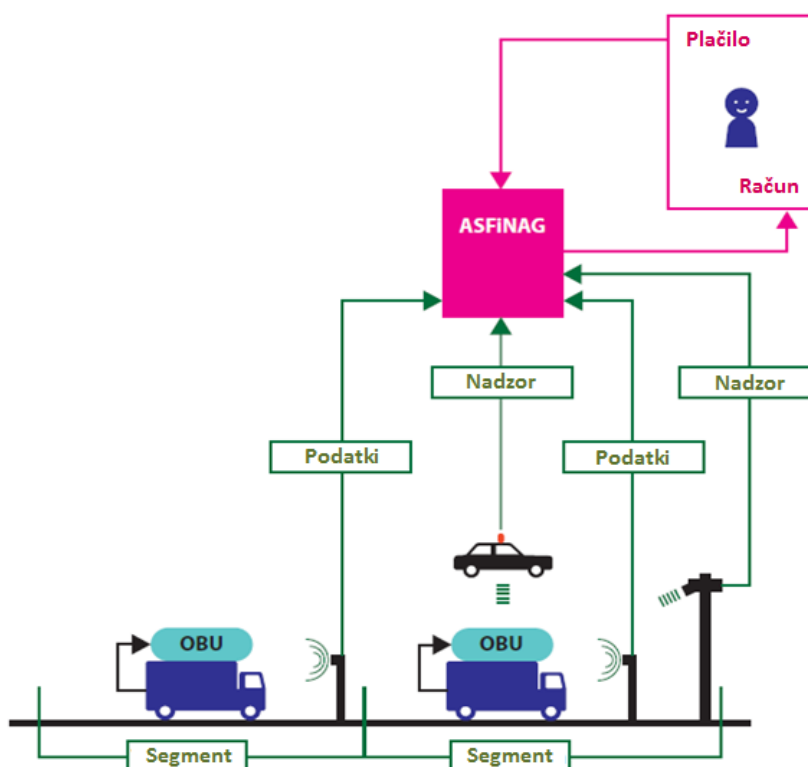 Plačilo
Račun
ASFiNAG
Nadzor
Nadzor
Podatki
Podatki
OBU
OBU
Segment
Segment